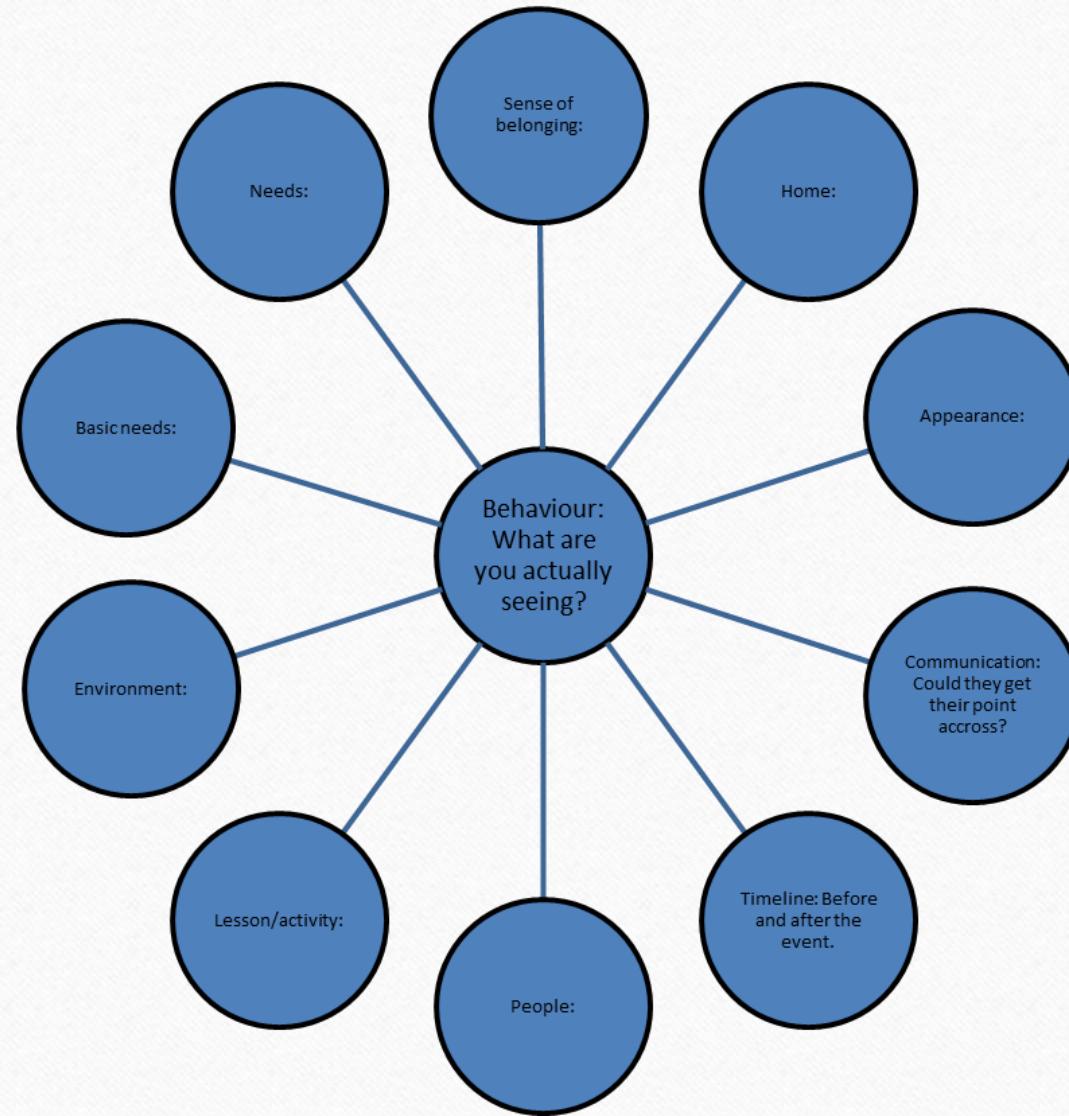 Sense of
belonging:
Needs:
Home:
Basic needs:
Appearance:
Behaviour:
What are
you actually
seeing?
Environment:
Communication:
Could they get
their point
accross?
Lesson/activity:
Timeline: Before
and after the
event.
People: